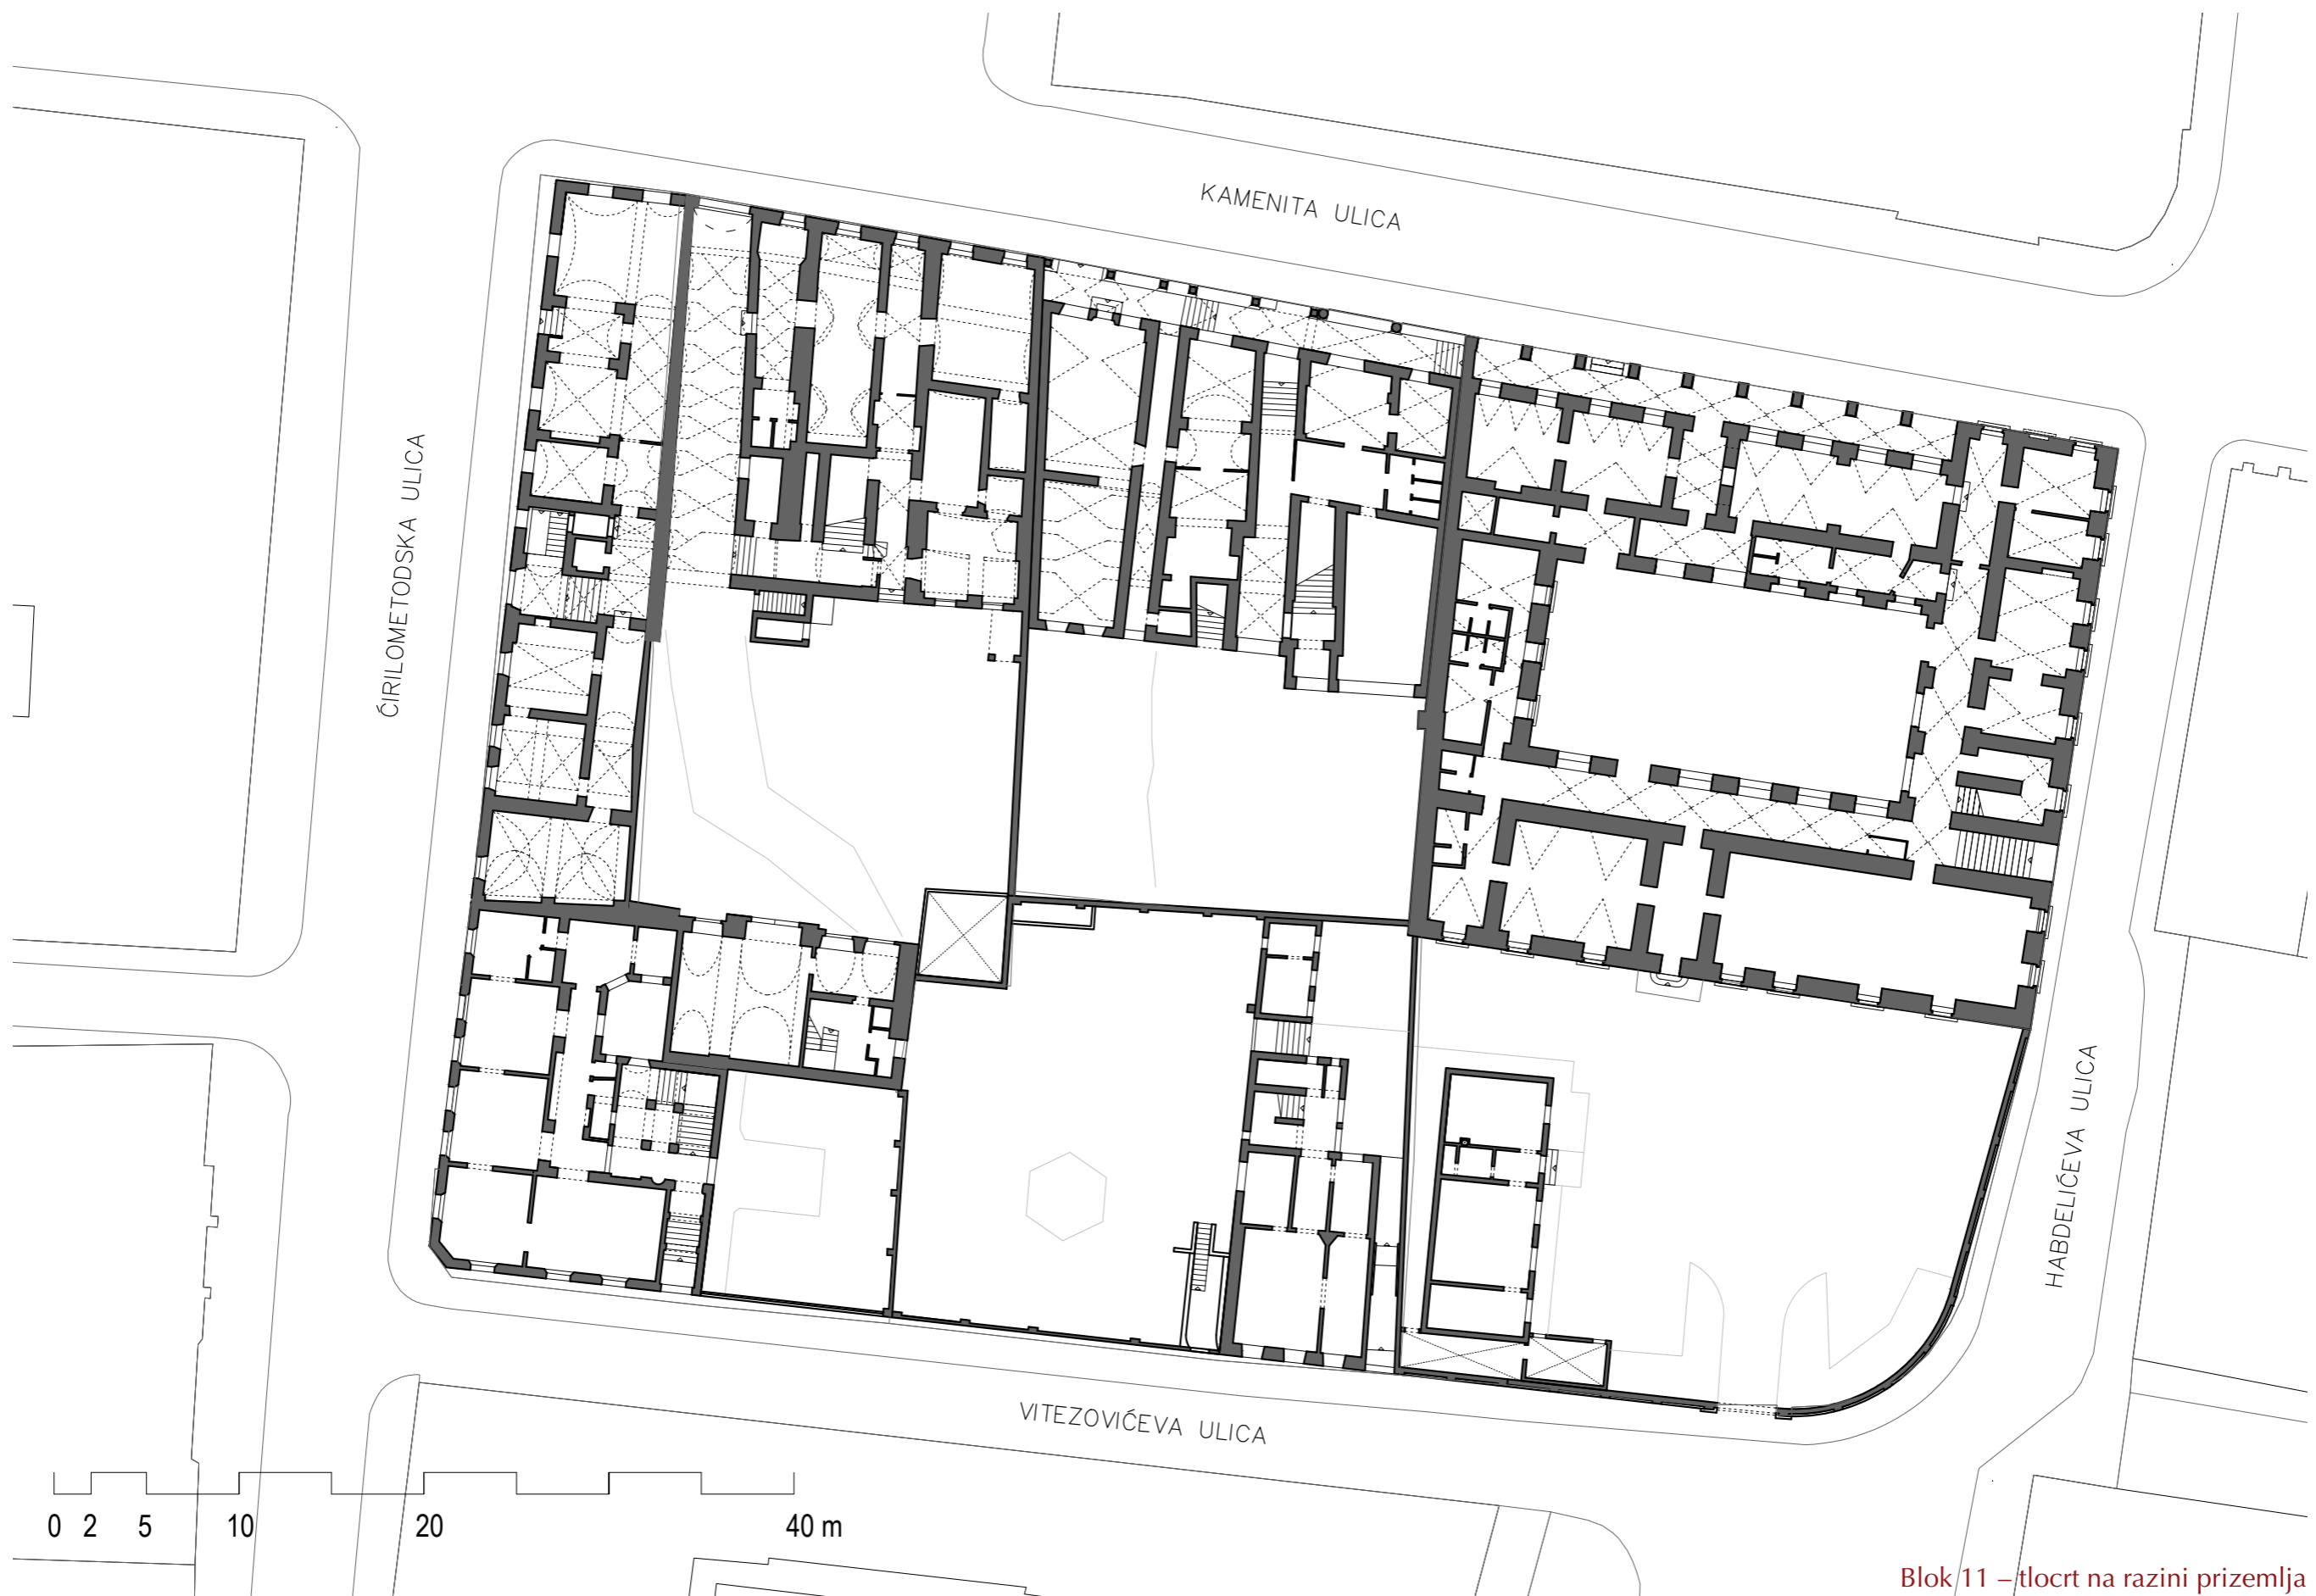 KAMENITA ULICA
ĆIRILOMETODSKA ULICA
HABDELIĆEVA ULICA
VITEZOVIĆEVA ULICA
0 2 5 10 20 40 m
Blok 11 – tlocrt na razini prizemlja